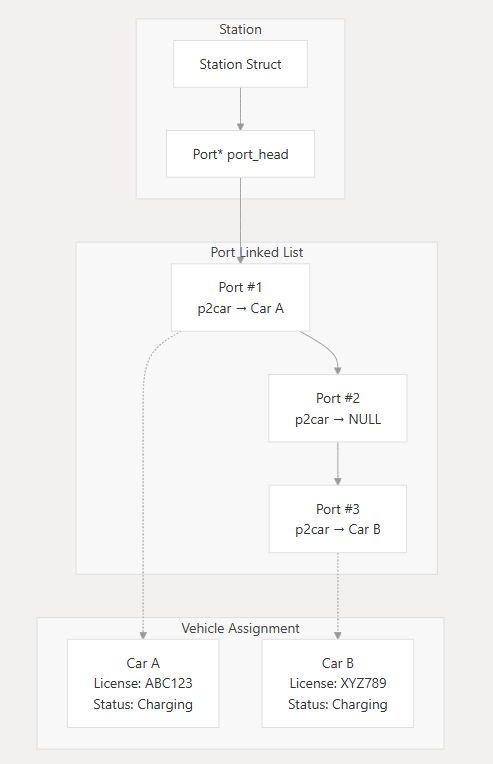 Station
Station Struct
Port* port_head
Port Linked List
Port #1
p2car → Car A
Port #2
p2car → NULL
Port #3
p2car → Car B
Vehicle Assignment
Car A
License: ABC123
Status: Charging
Car B
License: XYZ789
Status: Charging